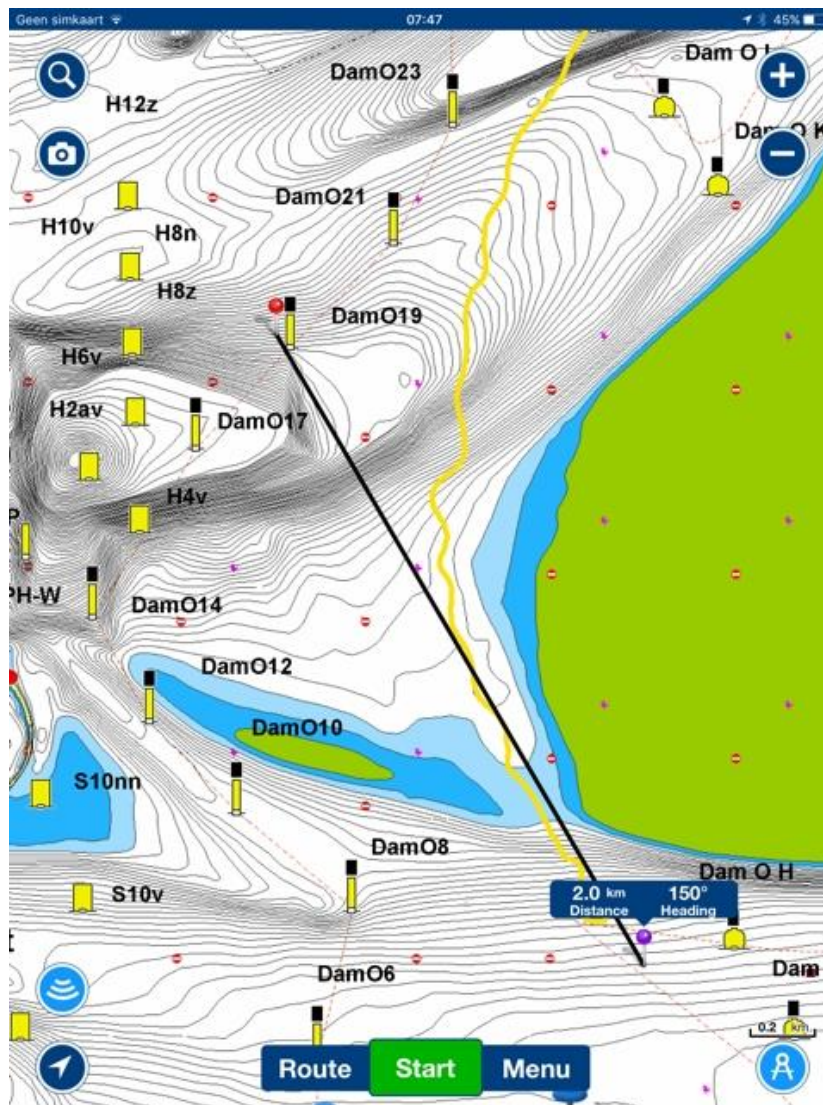 Geen simkaart 07:47 45%
DamO23
H12z
DamO21
H10v
H8n
H8z
DamO19
H6v
H2av
DamO17
H4v
PH-W
DamO14
DamO12
DamO10
S10nn
DamO8
Dam O H
2.0 km 150°
Distance Heading
S10v
Dam
DamO6
0.2 km
Route Start Menu